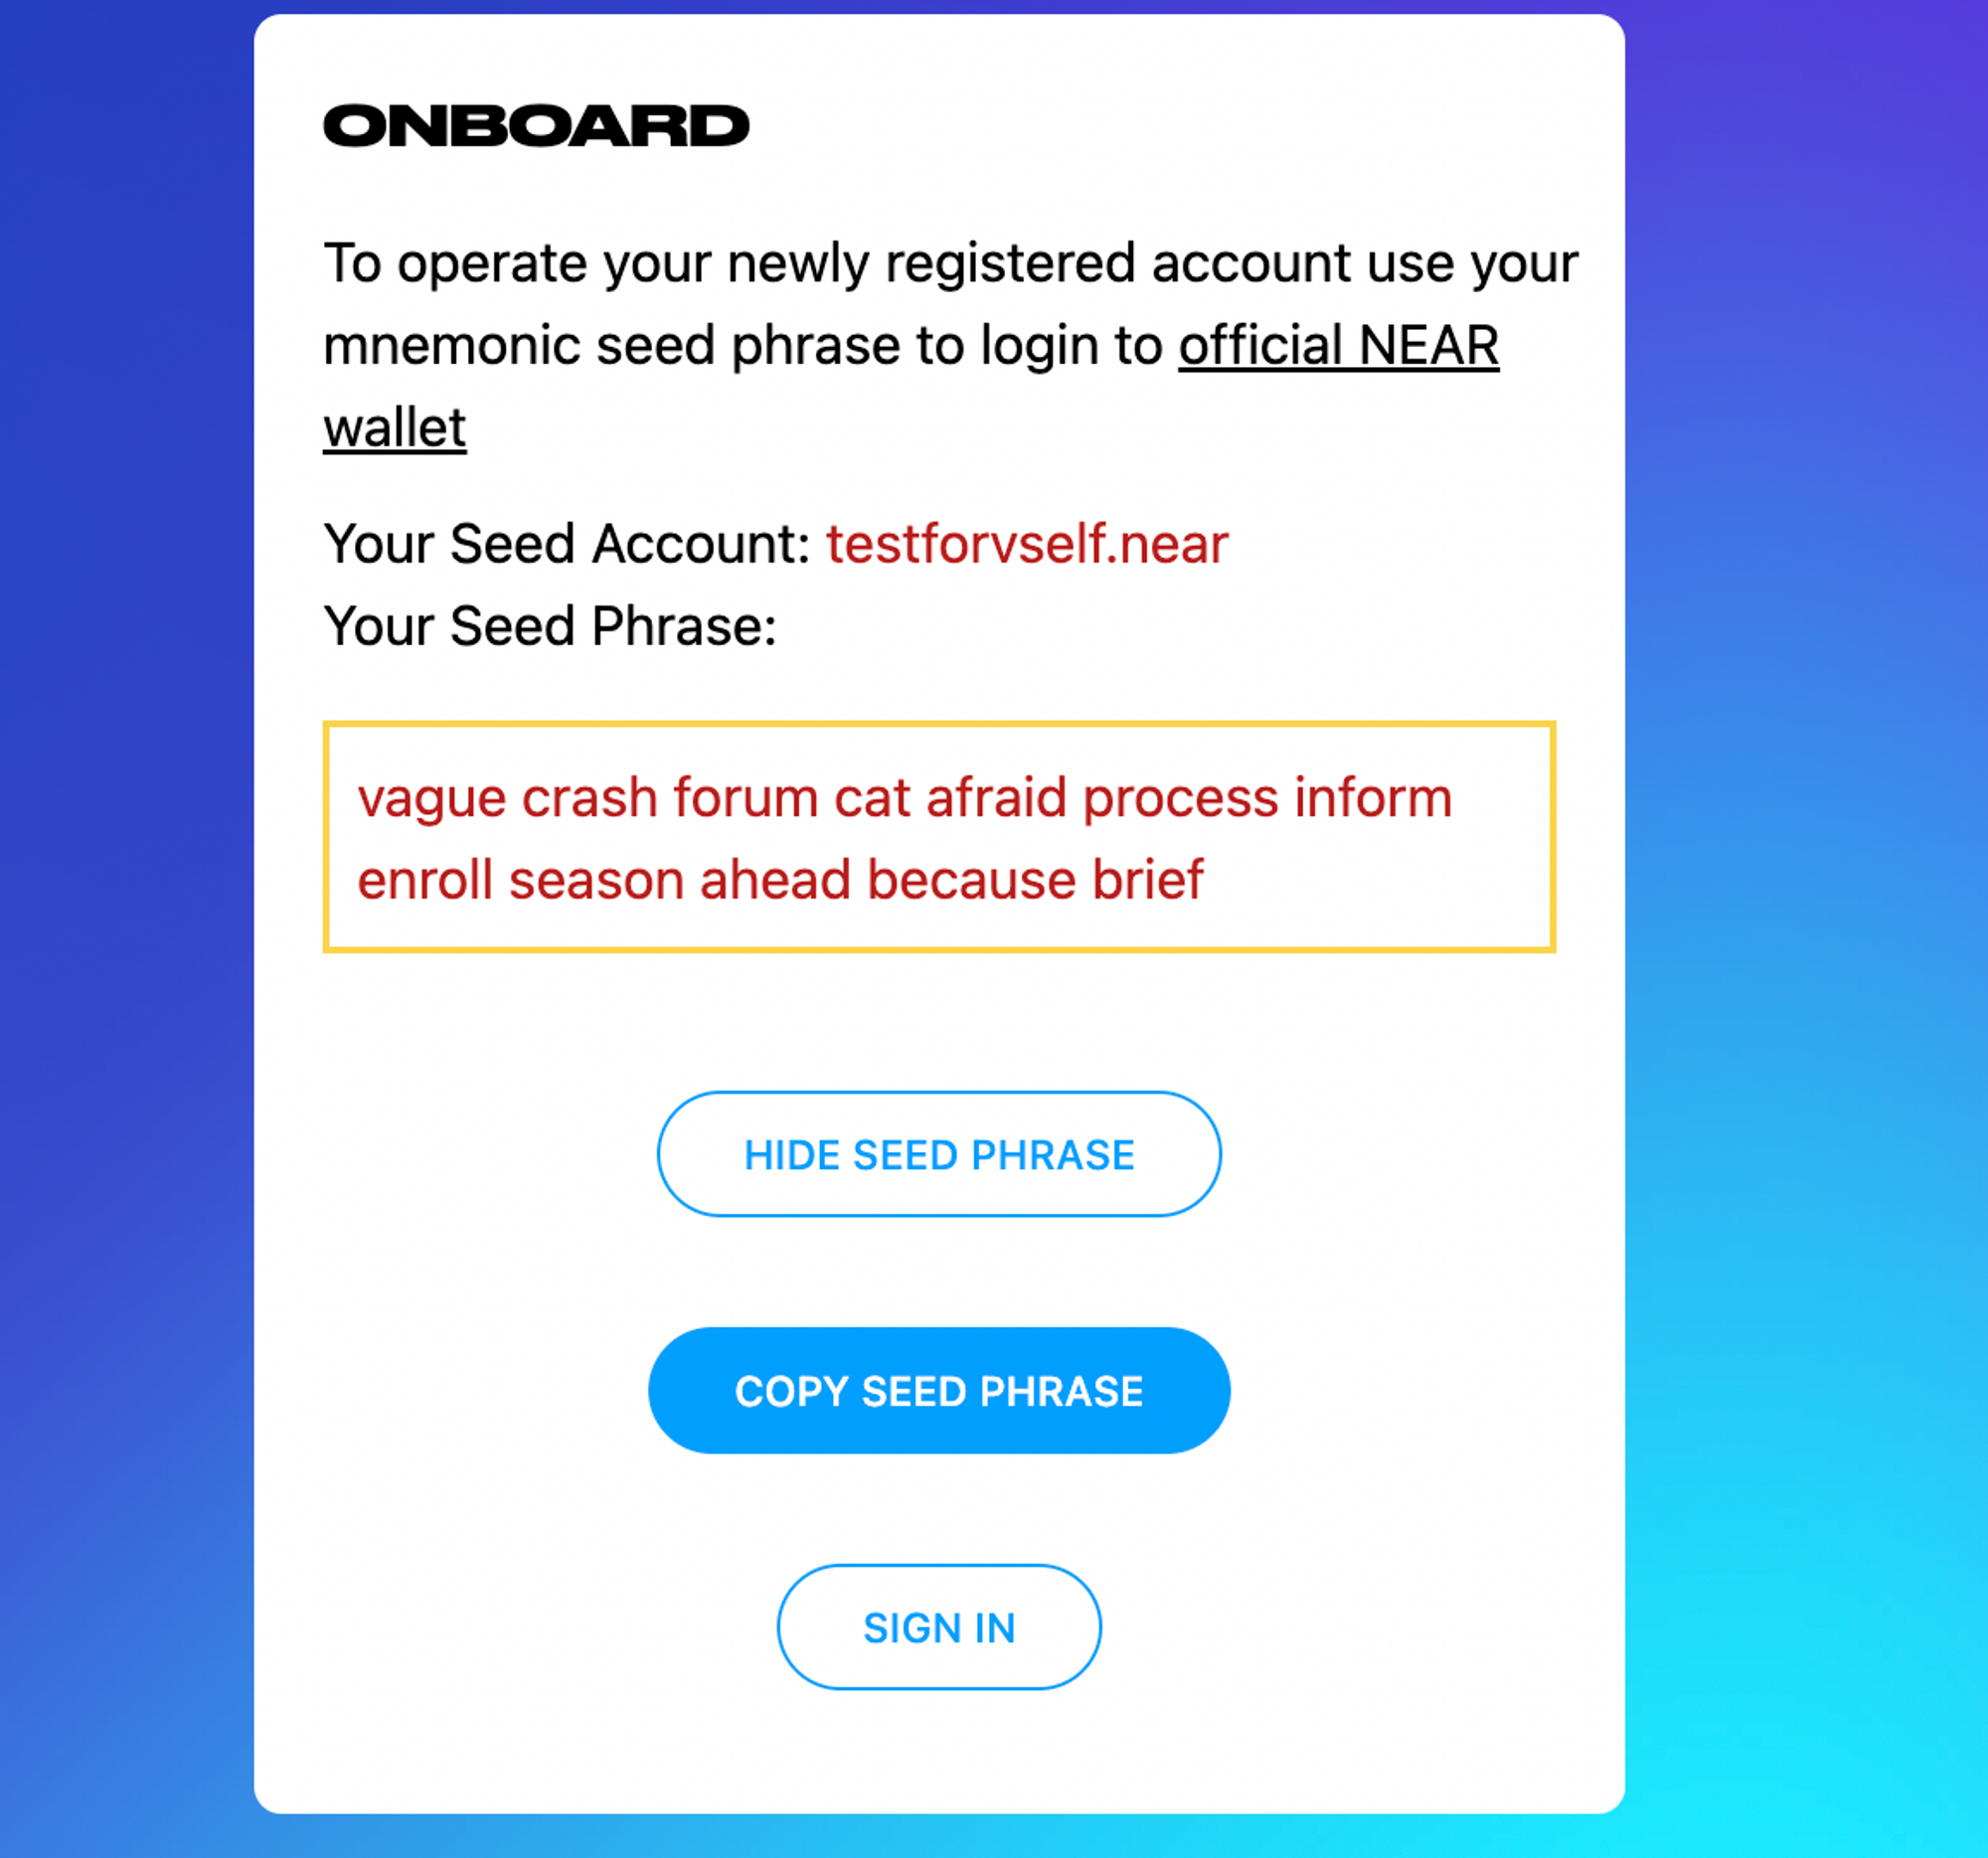 ONBOARD
To operate your newly registered account use your
mnemonic seed phrase to login to official NEAR
wallet
Your Seed Account: testforvself.near
Your Seed Phrase:
vague crash forum cat afraid process inform
enroll season ahead because brief
HIDE SEED PHRASE
COPY SEED PHRASE
SIGN IN